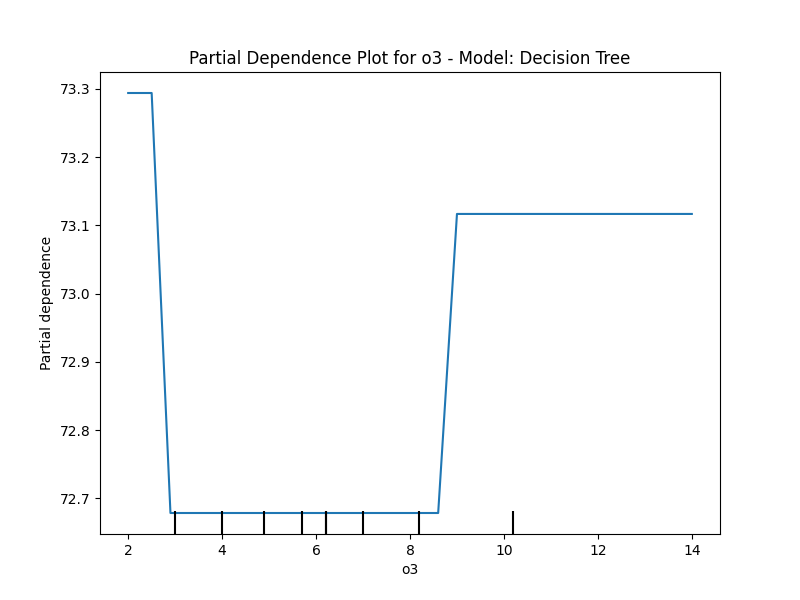 Partial Dependence Plot for o3 - Model: Decision Tree
73.3
73.2
73.1
73.0
72.9
72.8
72.7
Partial dependence
2 4 6 8 10 12 14
o3